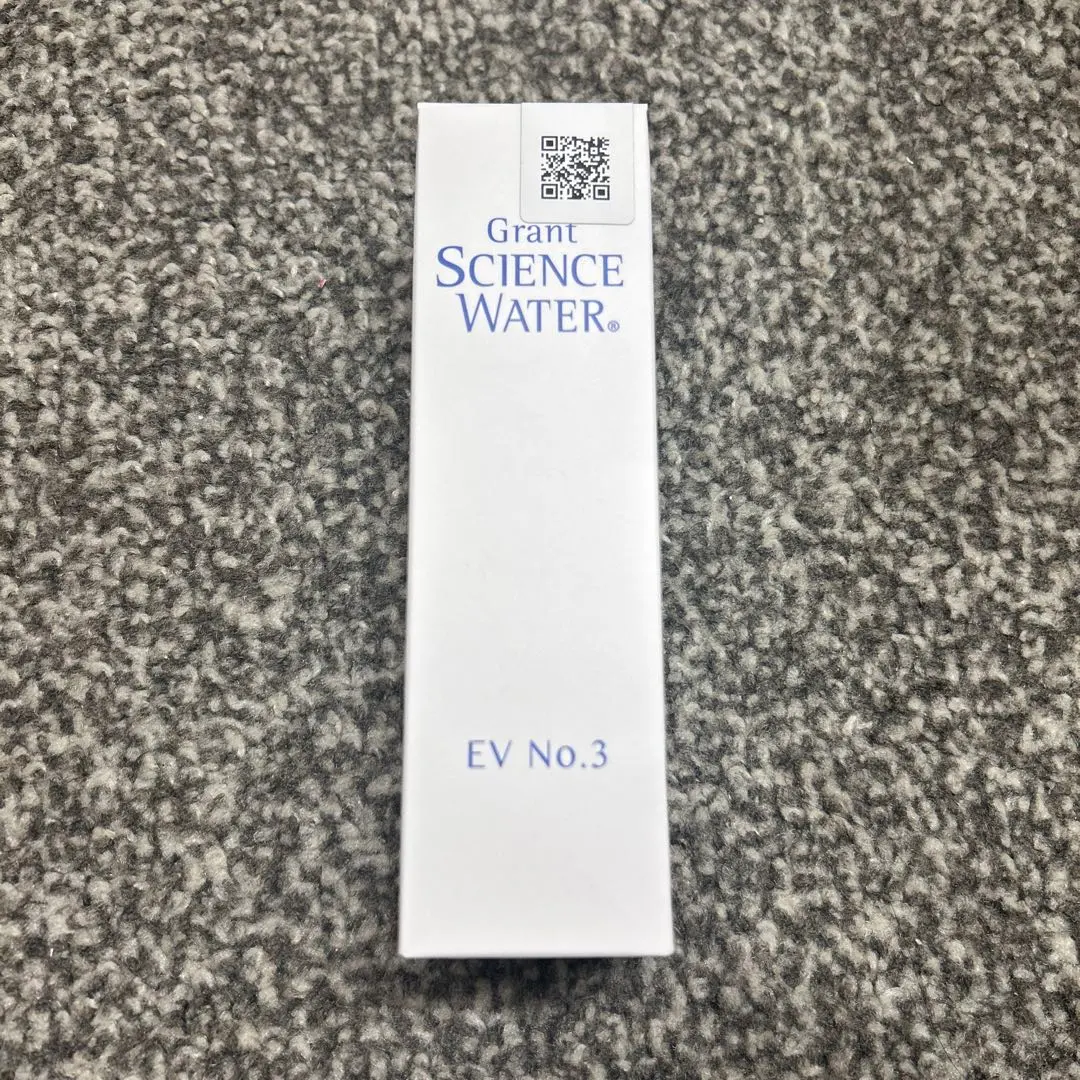 Grant
SCIENCE
WATER®
EV No.3